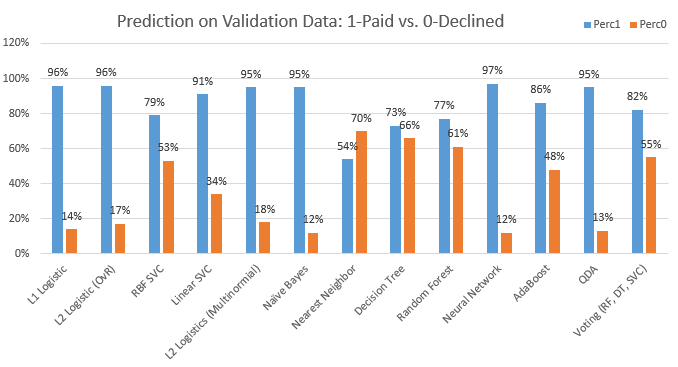 Prediction on Validation Data: 1-Paid vs. 0-Declined
Perc1 Perc0
120%
100%
80%
60%
40%
20%
0%
96% 14%
96% 17%
79% 53%
91% 34%
95% 18%
95% 12%
54% 70%
73% 66%
77% 61%
97% 12%
86% 48%
95% 13%
82% 55%
L1 Logistic
L2 Logistic (OvR)
RBF SVC
Linear SVC
L2 Logistics (Multinormial)
Naïve Bayes
Nearest Neighbor
Decision Tree
Random Forest
Neural Network
AdaBoost
QDA
Voting (RF, DT, SVC)